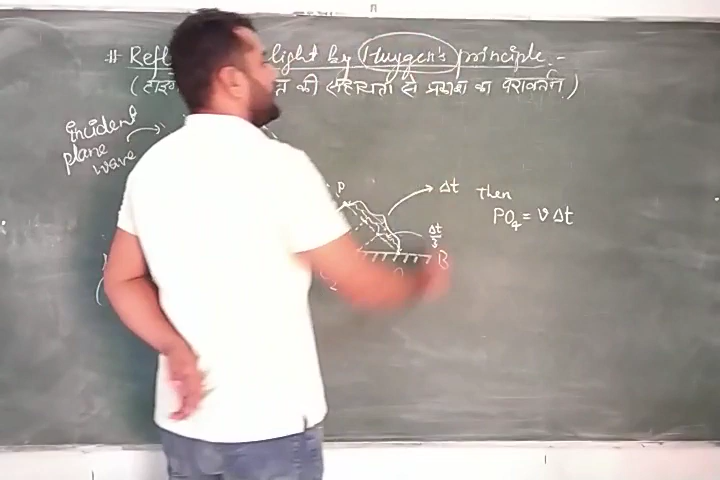 # Refl light by Huygen's principle :-
की सहायता से प्रकाश का परावर्तन )
incident
plane
wave
P
Δt
Then
PO₄ = v Δt
Δt/3
B